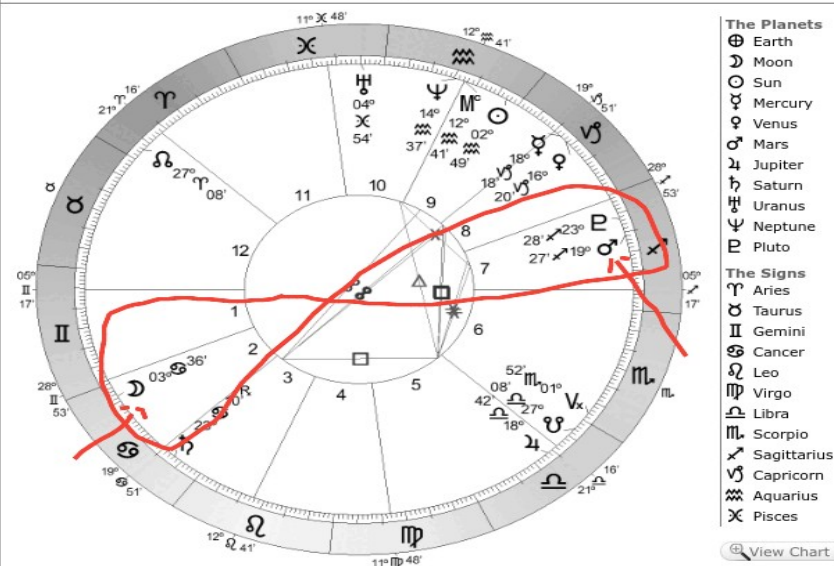 11° ♓ 48'
12° ♒ 41'
19° ♑ 51'
28° ♐ 53'
05° ♐ 17'
♏
21° ♎ 16'
11° ♍ 48'
12° ♌ 41'
19° ♋ 51'
28° ♊ 53'
05° ♊ 17'
♉
21° ♈ 16'
♓
♒
♑
♐
♏
♎
♍
♌
♋
♊
♉
♈
♅ 04° ♓ 54'
♆ 14° ♒ 37'
Mc 12° ♒ 41'
☉ 02° ♒ 49'
☿ 18° ♑ 18'
♀ 16° ♑ 20'
♇ 23° ♐ 28'
♂ 19° ♐ 27'
Vx 01° ♏ 52'
☋ 27° ♎ 08'
♃ 18° ♎ 42'
☽ 03° ♋ 36'
☊ 27° ♈ 08'
1
2
3
4
5
6
7
8
9
10
11
12
The Planets
⊕ Earth
☽ Moon
☉ Sun
☿ Mercury
♀ Venus
♂ Mars
♃ Jupiter
♄ Saturn
♅ Uranus
♆ Neptune
♇ Pluto
The Signs
♈ Aries
♉ Taurus
♊ Gemini
♋ Cancer
♌ Leo
♍ Virgo
♎ Libra
♏ Scorpio
♐ Sagittarius
♑ Capricorn
♒ Aquarius
♓ Pisces
View Chart